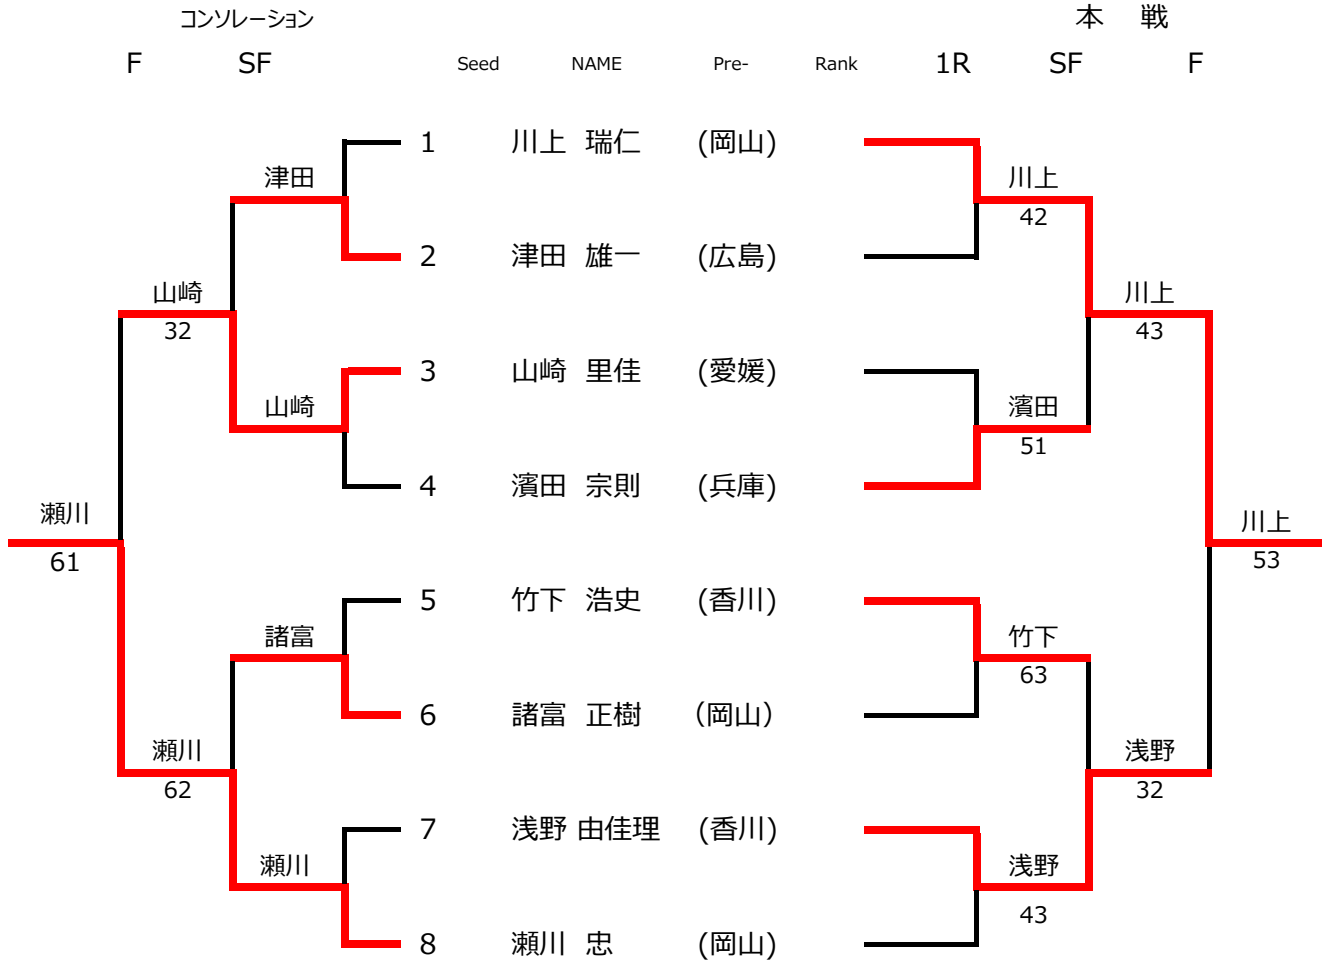 コンソレーション 本 戦
F SF Seed NAME Pre- Rank 1R SF F
1 川上 瑞仁 (岡山)
津田 川上
42
2 津田 雄一 (広島)
山崎 川上
32 43
3 山崎 里佳 (愛媛)
山崎 濱田
51
4 濱田 宗則 (兵庫)
瀬川 川上
61 53
5 竹下 浩史 (香川)
諸富 竹下
63
6 諸富 正樹 (岡山)
瀬川 浅野
62 32
7 浅野 由佳理 (香川)
瀬川 浅野
43
8 瀬川 忠 (岡山)